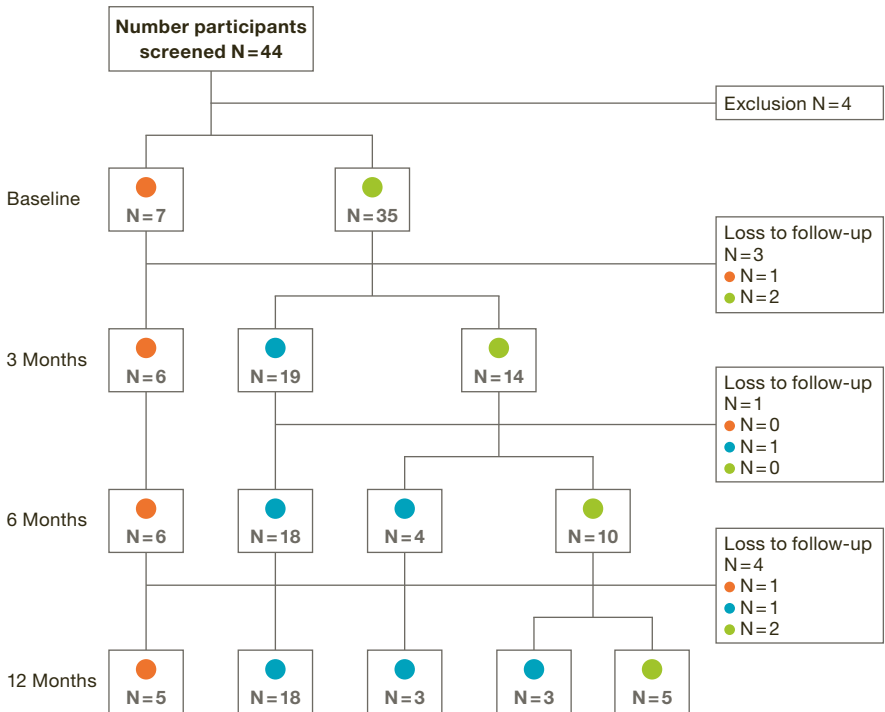 Number participants
screened N=44
Exclusion N=4
Baseline
N=7
N=35
Loss to follow-up
N=3
N=1
N=2
3 Months
N=6
N=19
N=14
Loss to follow-up
N=1
N=0
N=1
N=0
6 Months
N=6
N=18
N=4
N=10
Loss to follow-up
N=4
N=1
N=1
N=2
12 Months
N=5
N=18
N=3
N=3
N=5